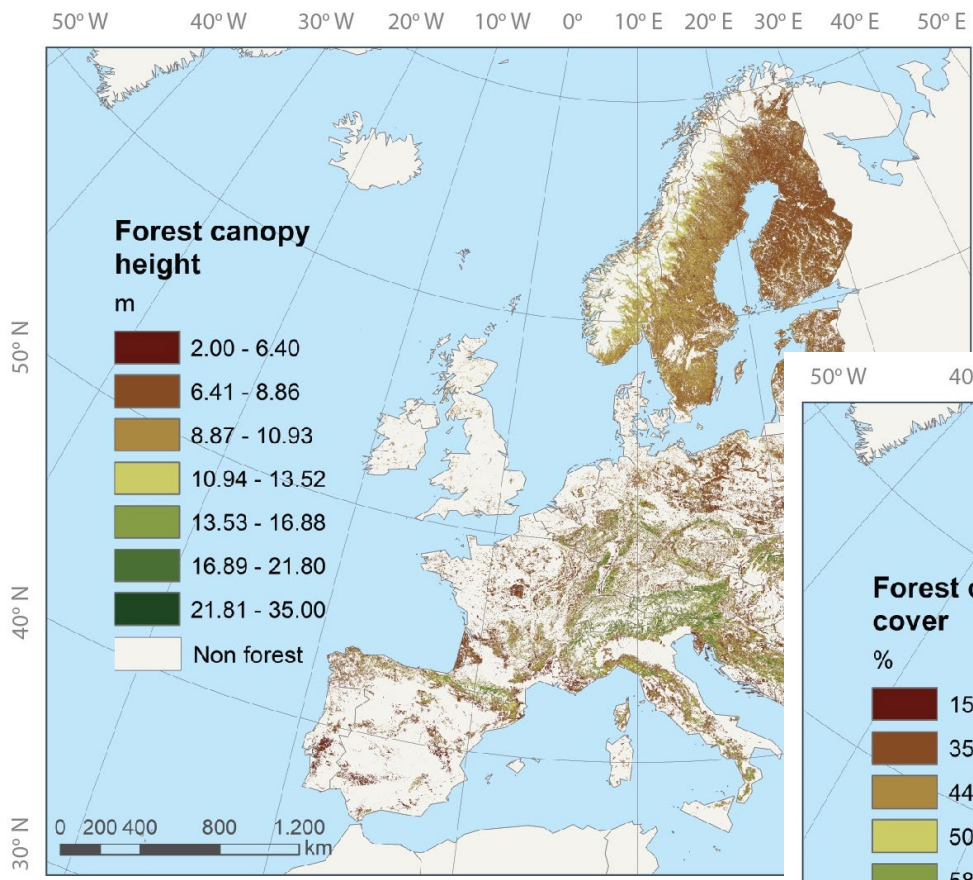 50° W 40° W 30° W 20° W 10° W 0° 10° E 20° E 30° E 40° E 50° E
Forest canopy
height
m
2.00 - 6.40
6.41 - 8.86
8.87 - 10.93
10.94 - 13.52
13.53 - 16.88
16.89 - 21.80
21.81 - 35.00
Non forest
50° N
40° N
30° N
0 200 400 800 1.200
km
50° W 40
Forest c
cover
%
15
35
44
50
58